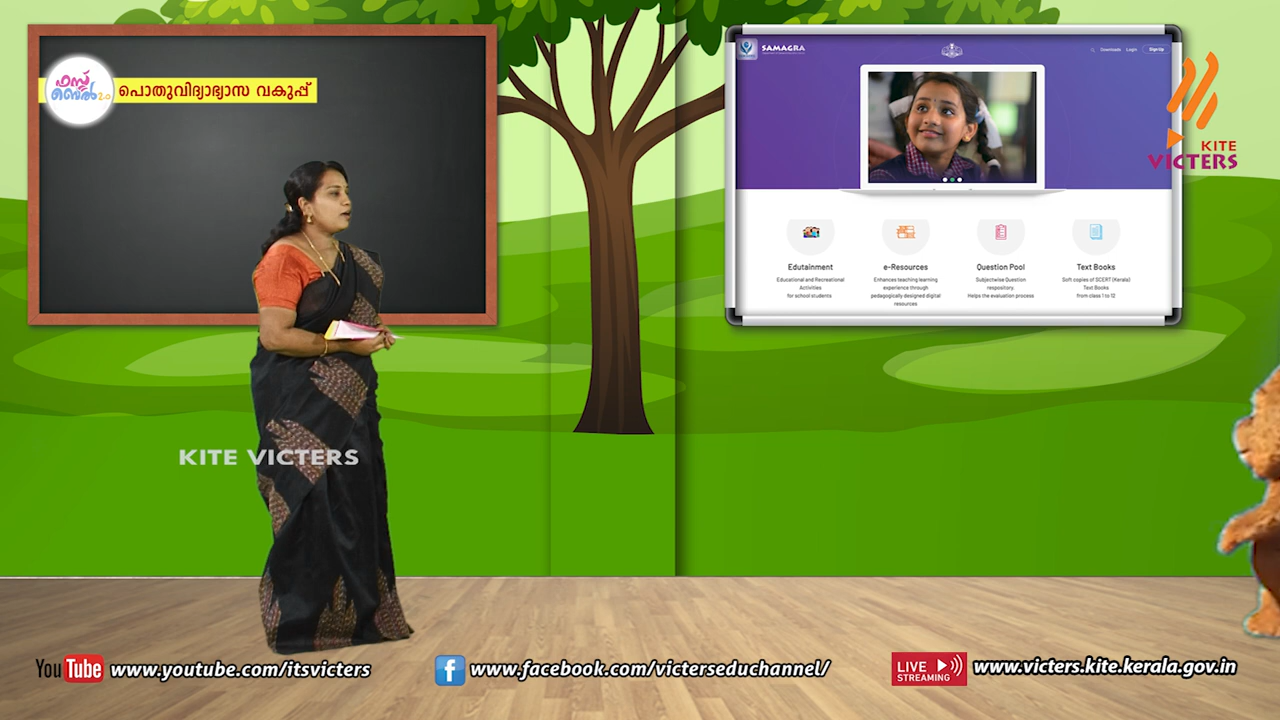 ഫസ്റ്റ്
ബെൽ 2.0
പൊതുവിദ്യാഭ്യാസ വകുപ്പ്
SAMAGRA
Downloads Login Sign Up
KITE
VICTERS
Edutainment
Educational and Recreational
Activities
for school students
e-Resources
Enhances teaching learning
experience through
pedagogically designed digital
resources
Question Pool
Subjectwise Question
respository.
Helps the evaluation process
Text Books
Soft copies of SCERT (Kerala)
Text Books
from class 1 to 12
KITE VICTERS
YouTube www.youtube.com/itsvicters
f www.facebook.com/victerseduchannel/
LIVE
STREAMING
www.victers.kite.kerala.gov.in